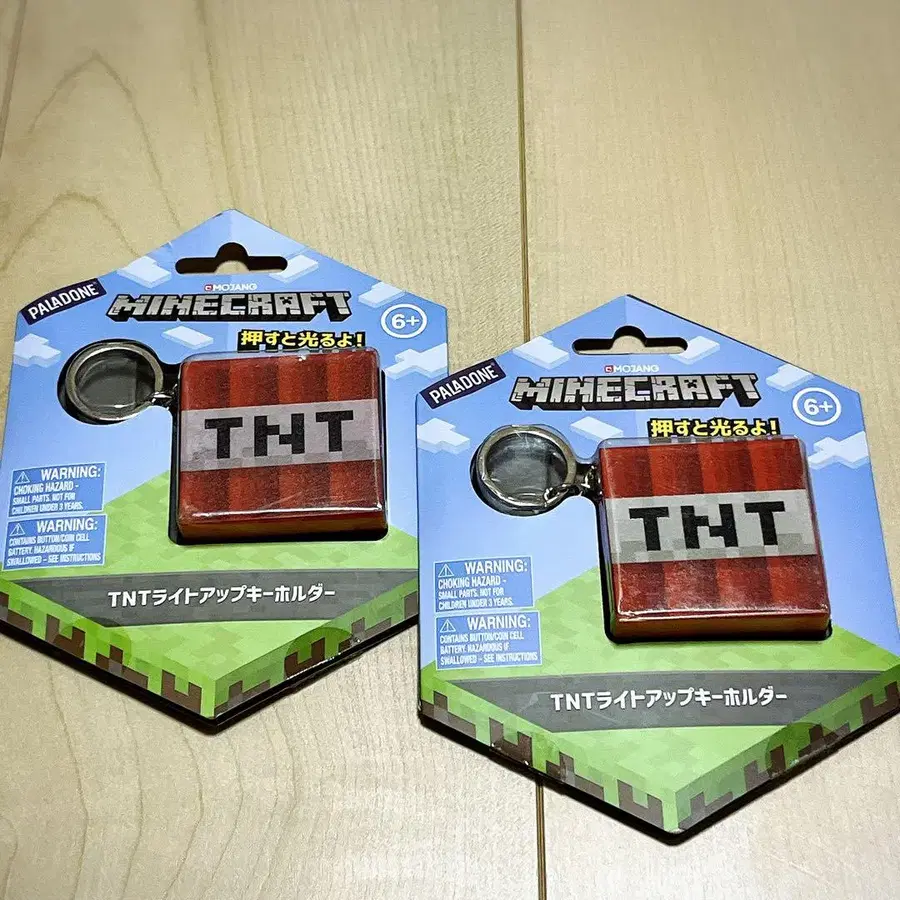 PALADONE
MOJANG
MINECRAFT
6+
押すと光るよ!
TNT
WARNING:
CHOKING HAZARD -
SMALL PARTS. NOT FOR
CHILDREN UNDER 3 YEARS.
WARNING:
CONTAINS BUTTON/COIN CELL
BATTERY. HAZARDOUS IF
SWALLOWED - SEE INSTRUCTIONS
TNTライトアップキーホルダー
PALADONE
MOJANG
MINECRAFT
6+
押すと光るよ!
TNT
WARNING:
CHOKING HAZARD -
SMALL PARTS. NOT FOR
CHILDREN UNDER 3 YEARS.
WARNING:
CONTAINS BUTTON/COIN CELL
BATTERY. HAZARDOUS IF
SWALLOWED - SEE INSTRUCTIONS
TNTライトアップキーホルダー